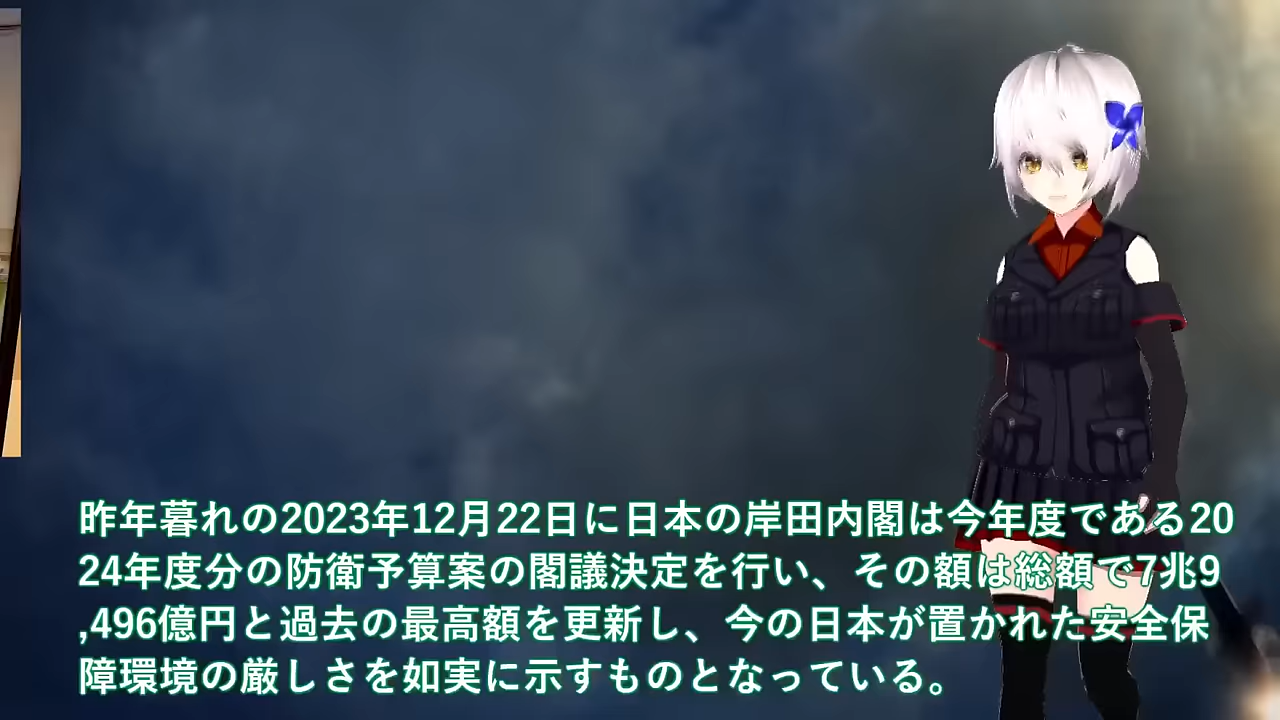 昨年暮れの2023年12月22日に日本の岸田内閣は今年度である20
24年度分の防衛予算案の閣議決定を行い、その額は総額で7兆9
,496億円と過去の最高額を更新し、今の日本が置かれた安全保
障環境の厳しさを如実に示すものとなっている。